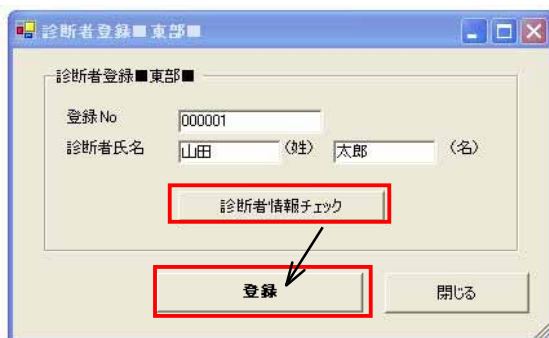 診断者登録■東部■
診断者登録■東部■
登録No 000001
診断者氏名 山田 (姓) 太郎 (名)
診断者情報チェック
登録 閉じる